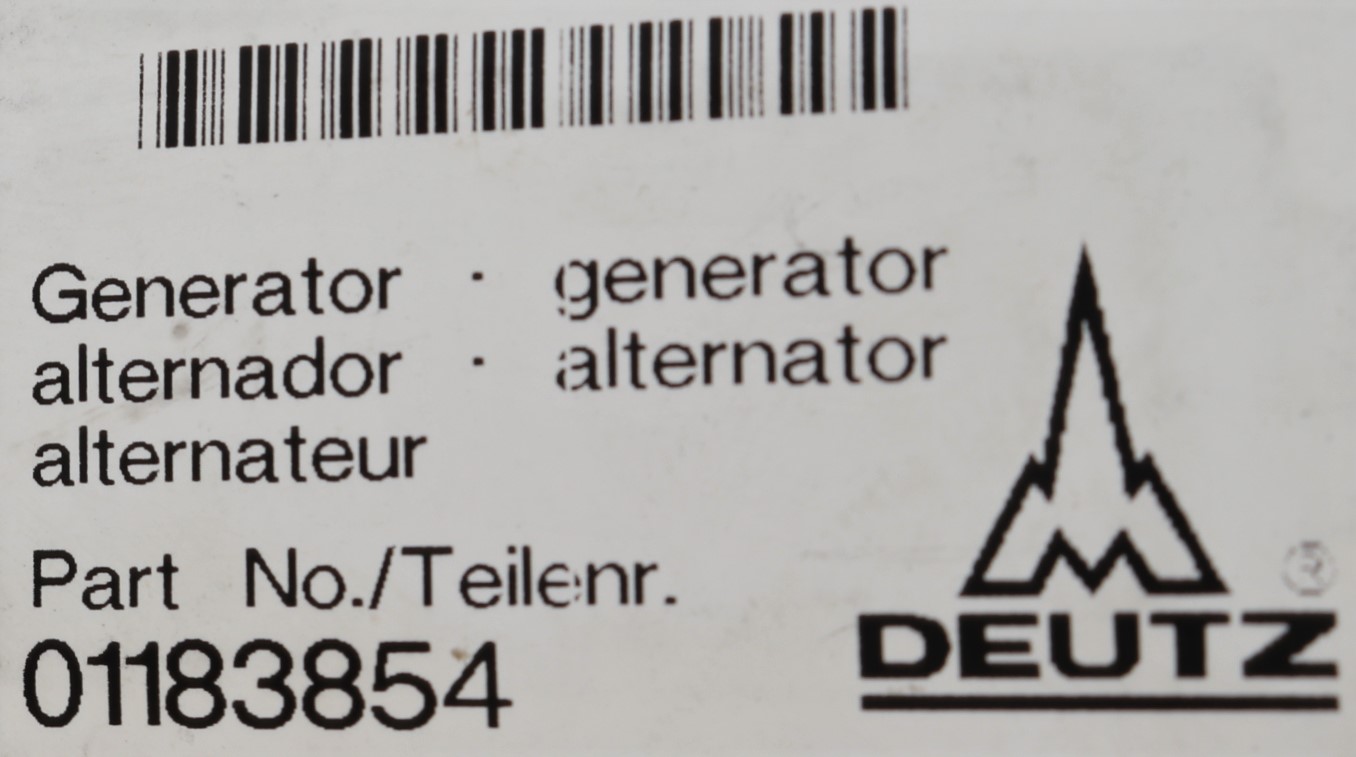 Generator · generator
alternador · alternator
alternateur
Part No./Teilenr.
01183854
DEUTZ
®